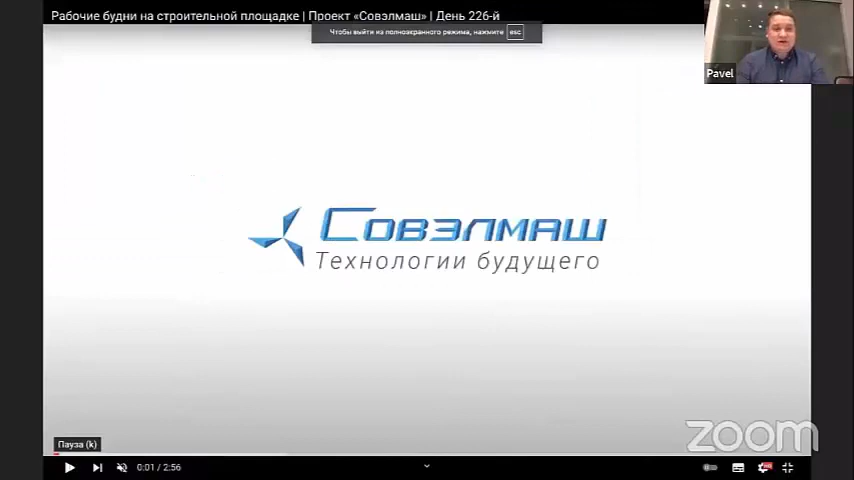 Рабочие будни на строительной площадке | Проект «Совэлмаш» | День 226-й
Чтобы выйти из полноэкранного режима, нажмите esc
Pavel
Совэлмаш
Технологии будущего
Пауза (k)
zoom
0:01 / 2:56